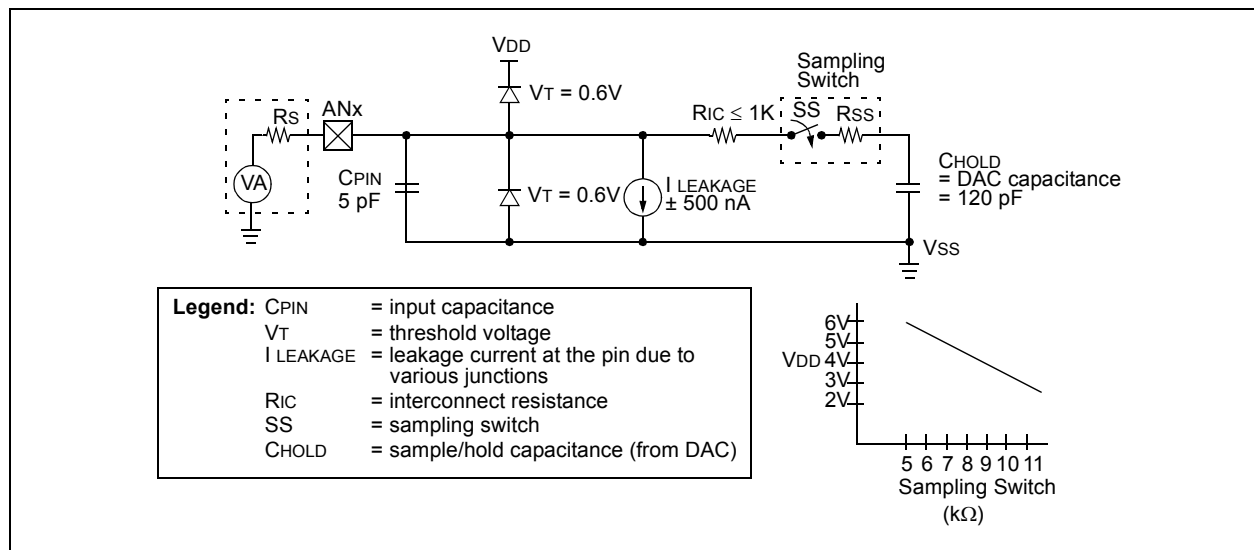 VDD
Sampling
Switch
VT = 0.6V
RIC ≤ 1K
SS
RSS
RS
ANx
VA
CPIN
5 pF
VT = 0.6V
I LEAKAGE
± 500 nA
CHOLD
= DAC capacitance
= 120 pF
VSS
Legend: CPIN = input capacitance
VT = threshold voltage
I LEAKAGE = leakage current at the pin due to
various junctions
RIC = interconnect resistance
SS = sampling switch
CHOLD = sample/hold capacitance (from DAC)
6V
5V
VDD 4V
3V
2V
5 6 7 8 9 10 11
Sampling Switch
(kΩ)